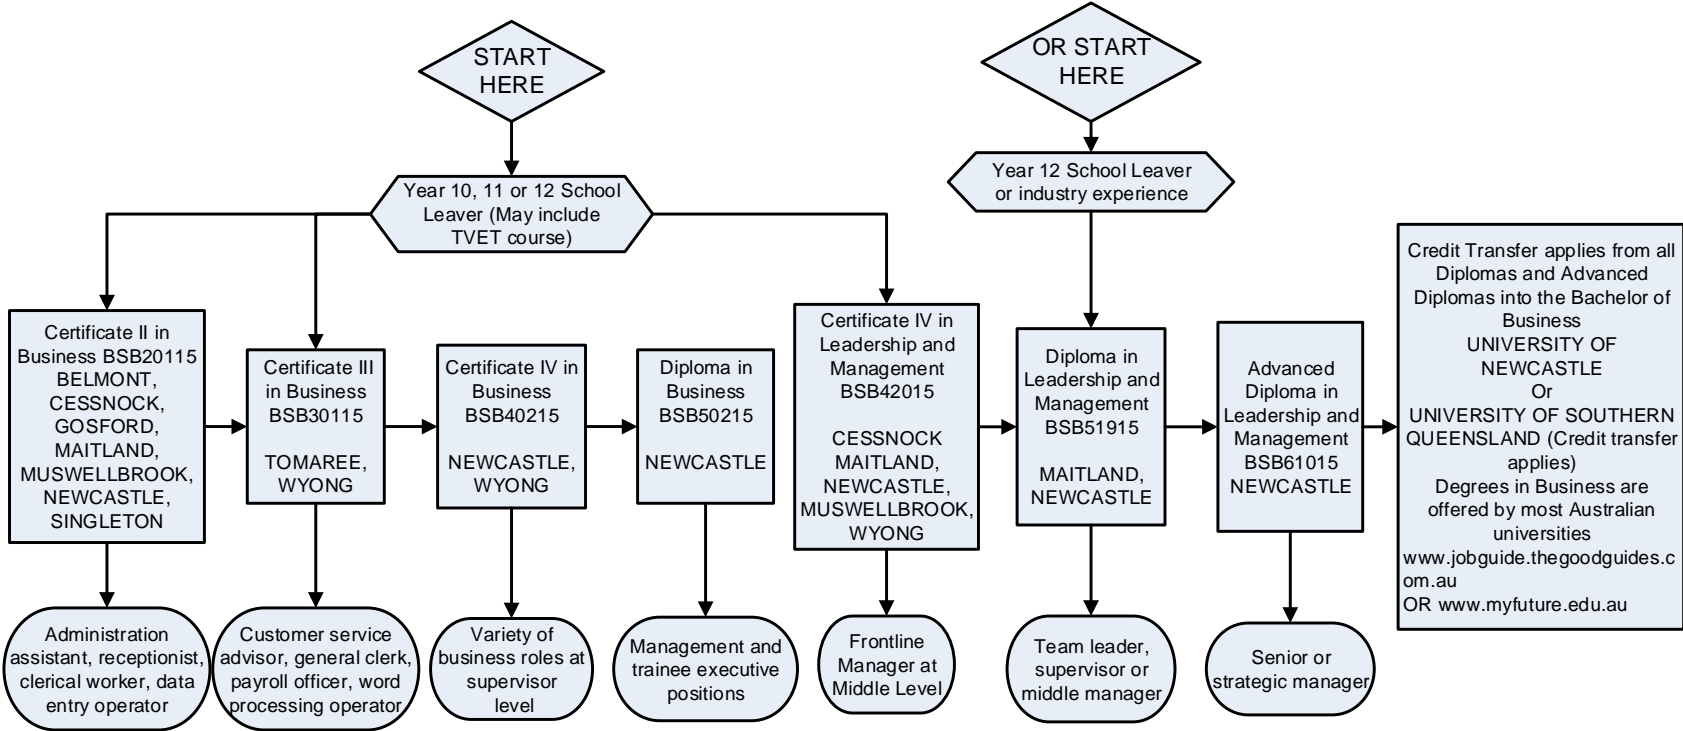 START
HERE
OR START
HERE
Year 10, 11 or 12 School
Leaver (May include
TVET course)
Year 12 School Leaver
or industry experience
Certificate II in
Business BSB20115
BELMONT,
CESSNOCK,
GOSFORD,
MAITLAND,
MUSWELLBROOK,
NEWCASTLE,
SINGLETON
Certificate III
in Business
BSB30115
TOMAREE,
WYONG
Certificate IV in
Business
BSB40215
NEWCASTLE,
WYONG
Diploma in
Business
BSB50215
NEWCASTLE
Certificate IV in
Leadership and
Management
BSB42015
CESSNOCK
MAITLAND,
NEWCASTLE,
MUSWELLBROOK,
WYONG
Diploma in
Leadership and
Management
BSB51915
MAITLAND,
NEWCASTLE
Advanced
Diploma in
Leadership and
Management
BSB61015
NEWCASTLE
Credit Transfer applies from all
Diplomas and Advanced
Diplomas into the Bachelor of
Business
UNIVERSITY OF
NEWCASTLE
Or
UNIVERSITY OF SOUTHERN
QUEENSLAND (Credit transfer
applies)
Degrees in Business are
offered by most Australian
universities
www.jobguide.thegoodguides.c
om.au
OR www.myfuture.edu.au
Administration
assistant, receptionist,
clerical worker, data
entry operator
Customer service
advisor, general clerk,
payroll officer, word
processing operator
Variety of
business roles at
supervisor
level
Management and
trainee executive
positions
Frontline
Manager at
Middle Level
Team leader,
supervisor or
middle manager
Senior or
strategic manager